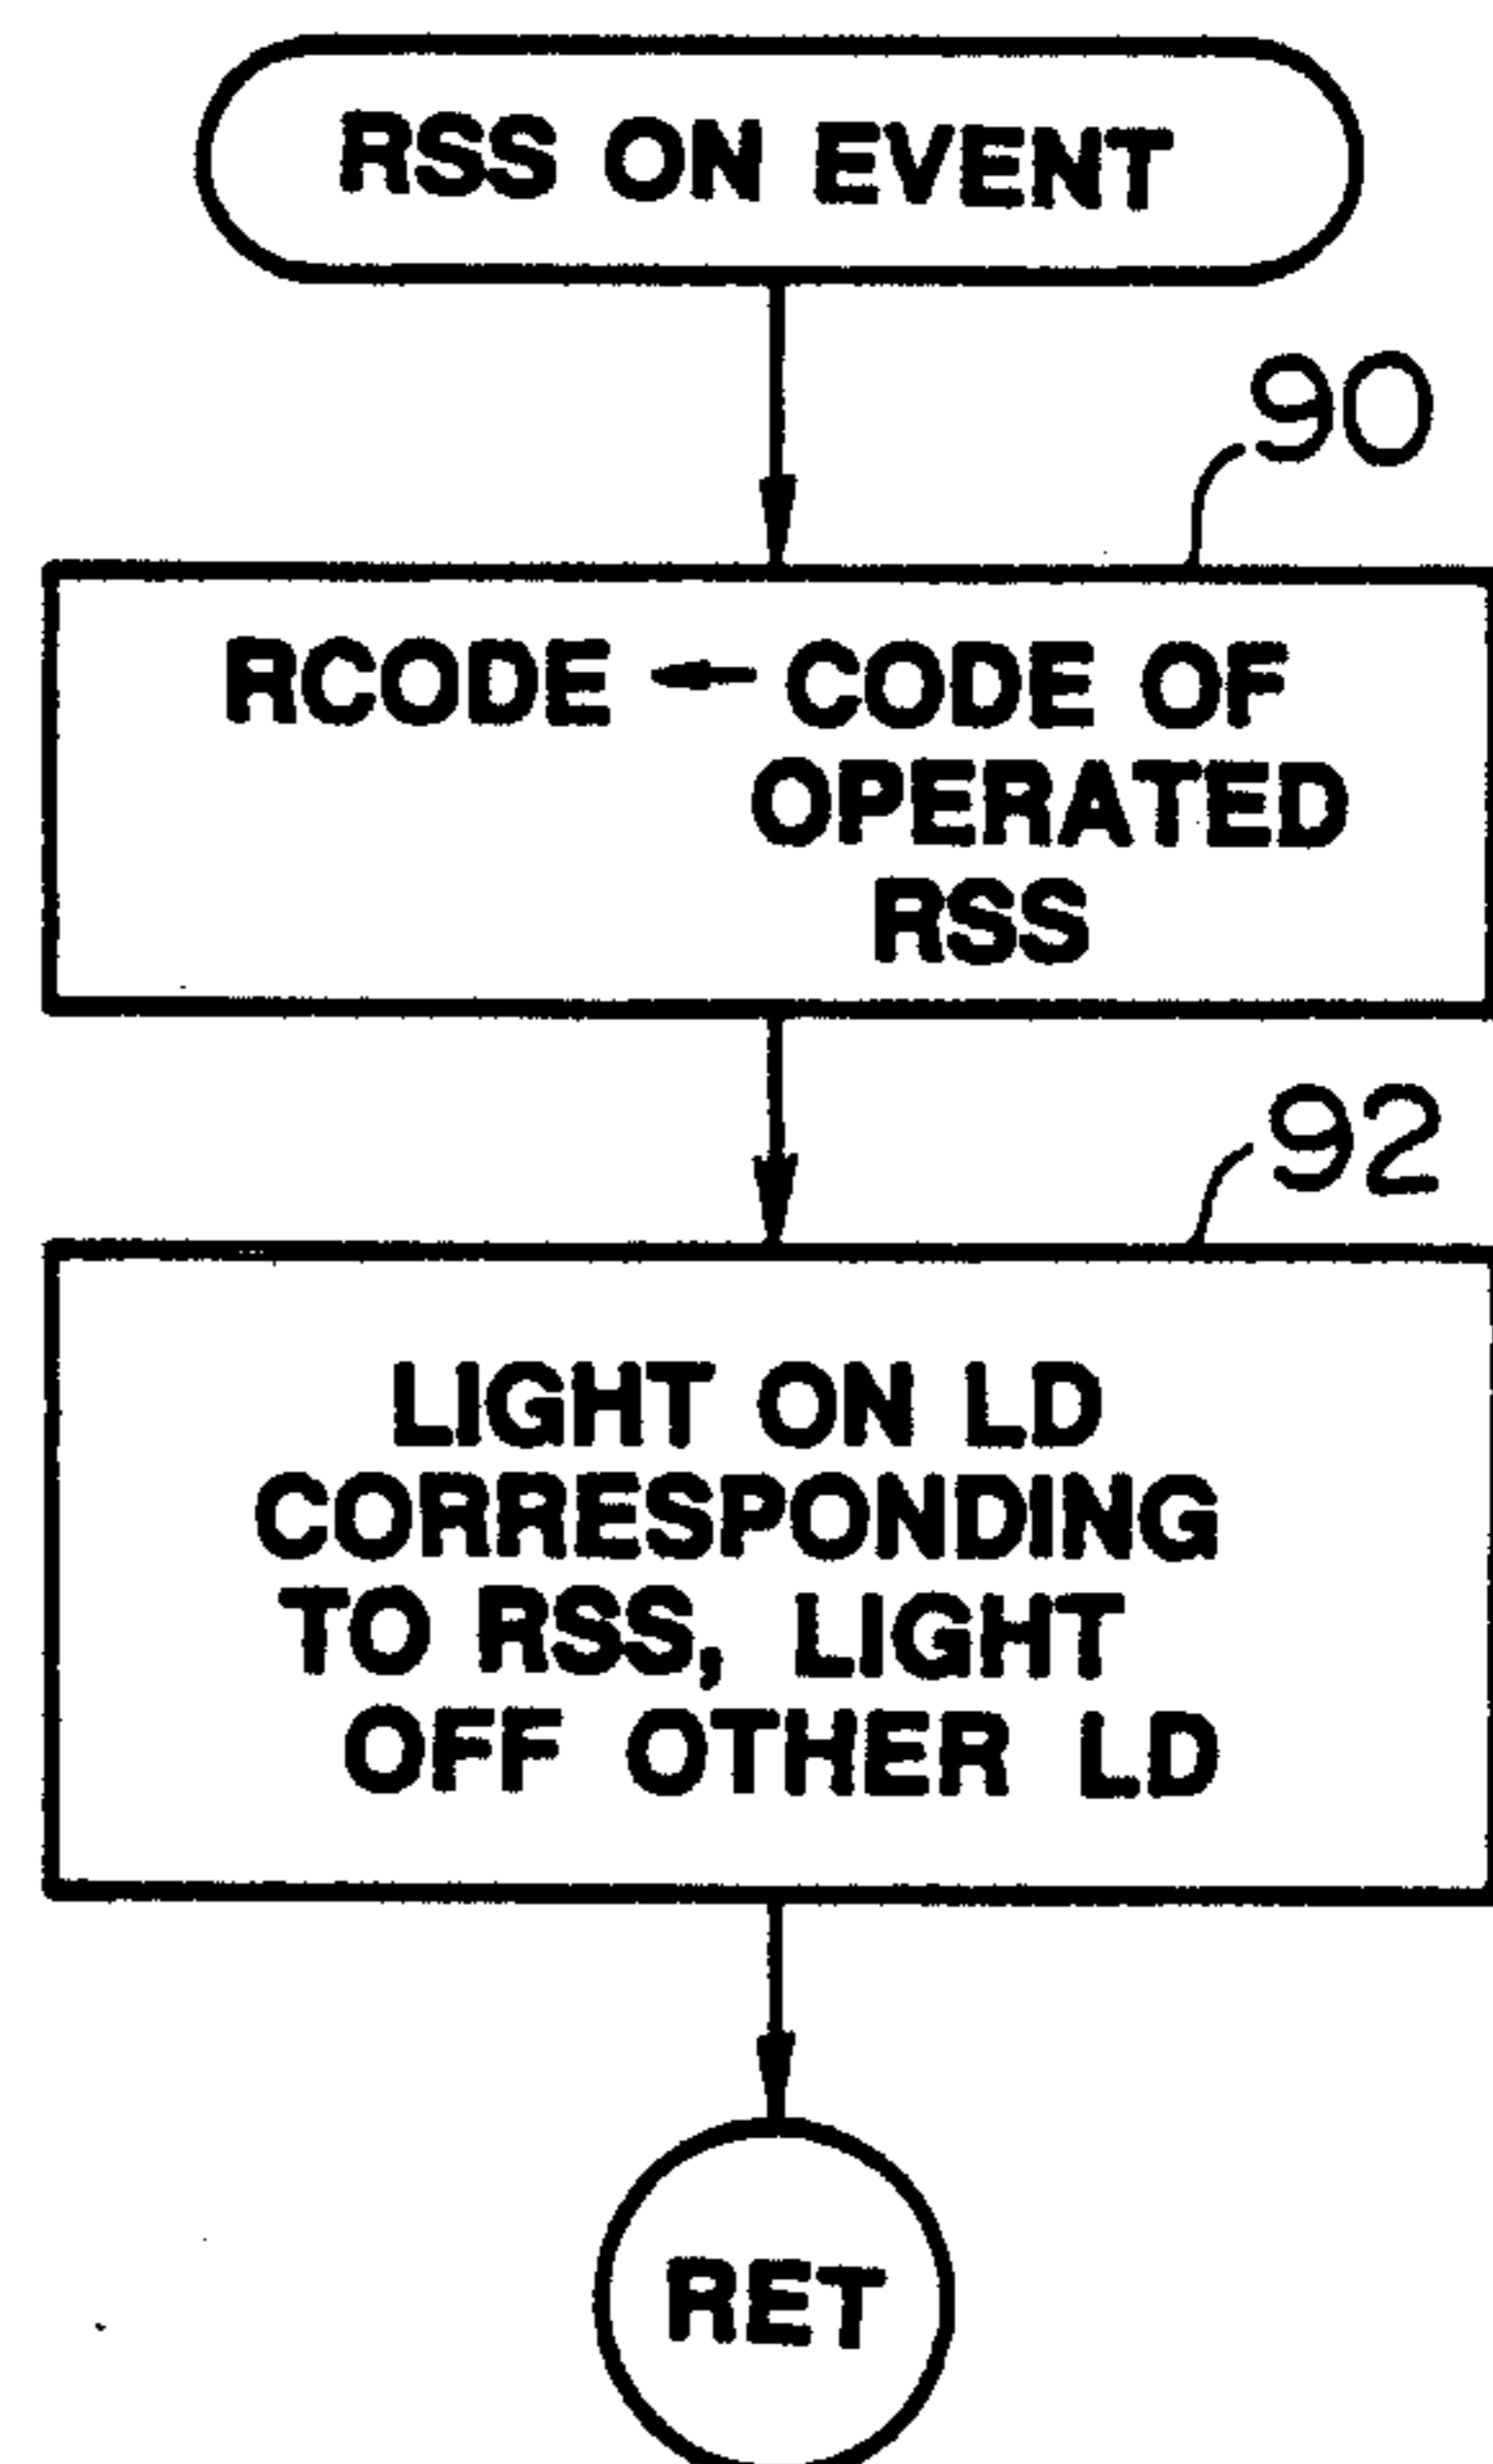 RSS ON EVENT
90
RCODE ← CODE OF
OPERATED
RSS
92
LIGHT ON LD
CORRESPONDING
TO RSS, LIGHT
OFF OTHER LD
RET